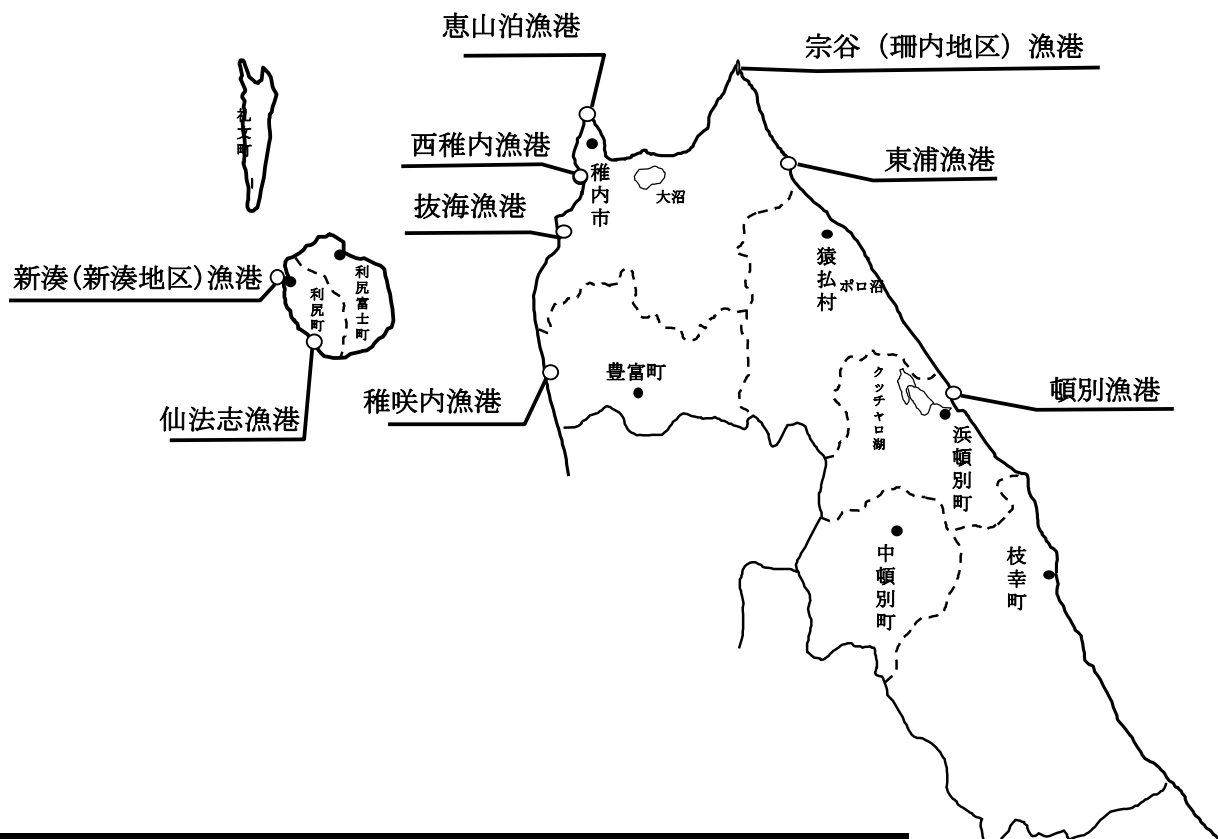 恵山泊漁港
宗谷（珊内地区）漁港
礼文町
西稚内漁港
稚内市
大沼
東浦漁港
抜海漁港
猿払村
ポロ沼
新湊(新湊地区)漁港
利尻町
利尻富士町
仙法志漁港
稚咲内漁港
豊富町
クッチャロ湖
頓別漁港
浜頓別町
中頓別町
枝幸町